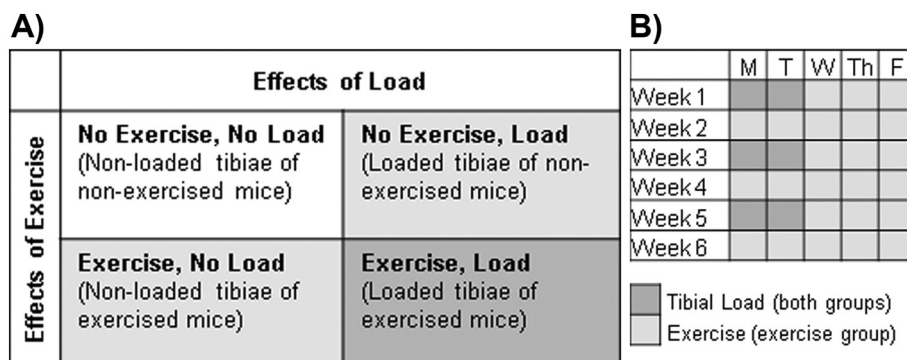 A)
Effects of Load
Effects of Exercise
No Exercise, No Load
(Non-loaded tibiae of
non-exercised mice)
No Exercise, Load
(Loaded tibiae of non-
exercised mice)
Exercise, No Load
(Non-loaded tibiae of
exercised mice)
Exercise, Load
(Loaded tibiae of
exercised mice)
B)
M T W Th F
Week 1
Week 2
Week 3
Week 4
Week 5
Week 6
Tibial Load (both groups)
Exercise (exercise group)